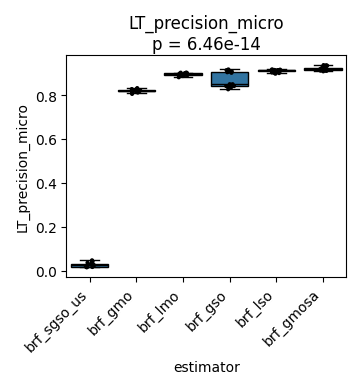 LT_precision_micro
p = 6.46e-14
LT_precision_micro
0.8
0.6
0.4
0.2
0.0
brf_sgso_us
brf_gmo
brf_lmo
brf_gso
brf_lso
brf_gmosa
estimator